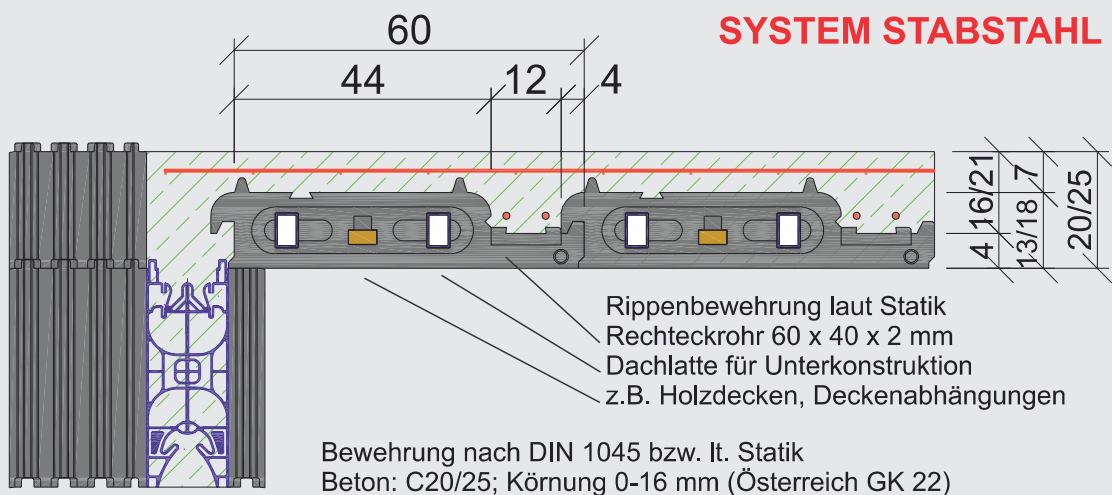 SYSTEM STABSTAHL
60
44 12 4
16/21 7
4 13/18 20/25
Rippenbewehrung laut Statik
Rechteckrohr 60 x 40 x 2 mm
Dachlatte für Unterkonstruktion
z.B. Holzdecken, Deckenabhängungen
Bewehrung nach DIN 1045 bzw. lt. Statik
Beton: C20/25; Körnung 0-16 mm (Österreich GK 22)